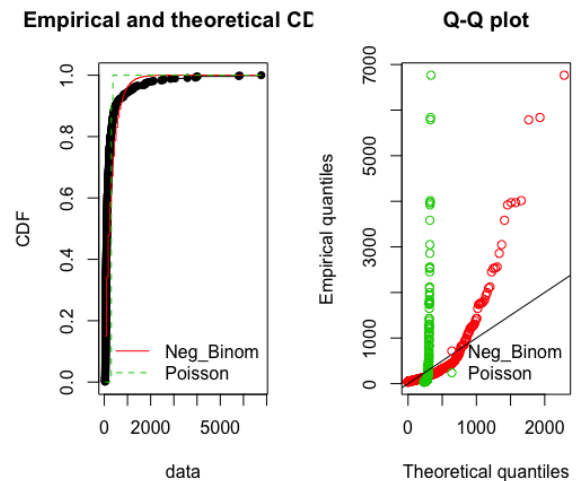 Empirical and theoretical CD
CDF
0.0 0.2 0.4 0.6 0.8 1.0
Neg_Binom
Poisson
0 2000 5000
data
Q-Q plot
Empirical quantiles
0 1000 3000 5000 7000
Neg_Binom
Poisson
0 1000 2000
Theoretical quantiles